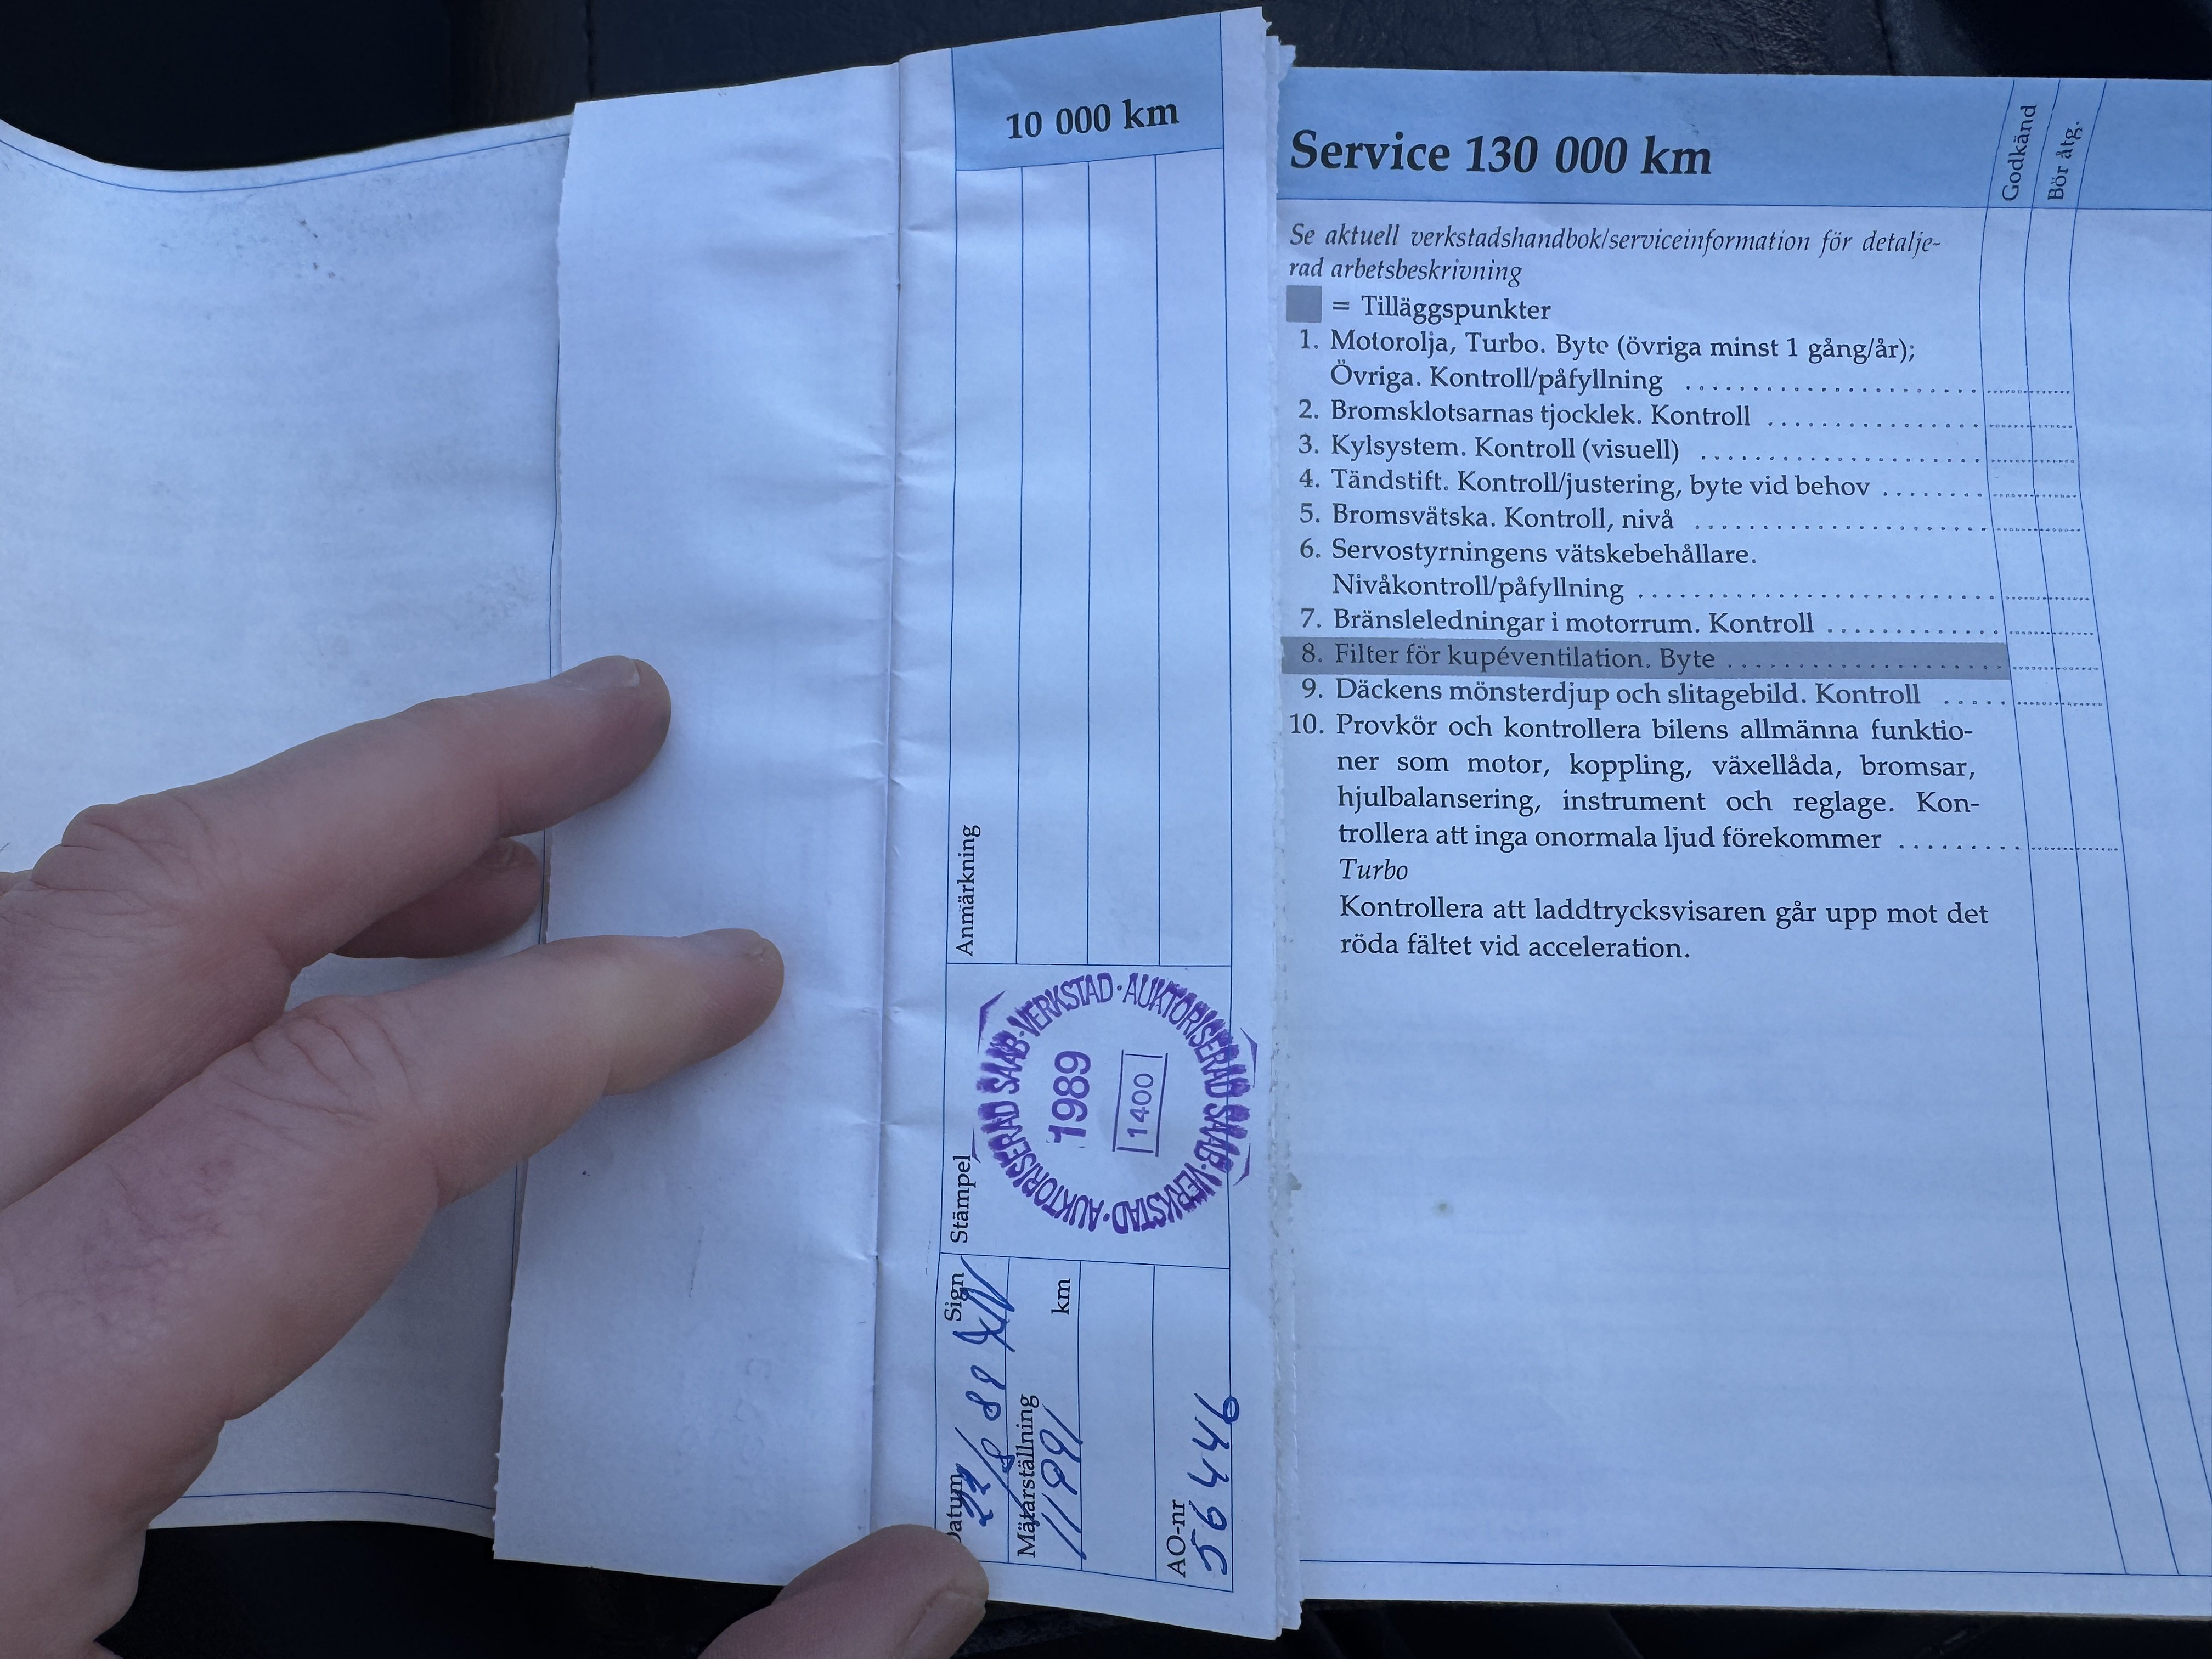 10 000 km
Anmärkning
Stämpel
AUKTORISERAD SAAB-VERKSTAD · AUKTORISERAD SAAB-VERKSTAD ·
1989
1400
Datum Sign
88
Mätarställning km
11991
AO-nr
56446
Service 130 000 km
Godkänd
Bör åtg.
Se aktuell verkstadshandbok/serviceinformation för detalje-
rad arbetsbeskrivning
= Tilläggspunkter
1. Motorolja, Turbo. Byte (övriga minst 1 gång/år);
Övriga. Kontroll/påfyllning
2. Bromsklotsarnas tjocklek. Kontroll
3. Kylsystem. Kontroll (visuell)
4. Tändstift. Kontroll/justering, byte vid behov
5. Bromsvätska. Kontroll, nivå
6. Servostyrningens vätskebehållare.
Nivåkontroll/påfyllning
7. Bränsleledningar i motorrum. Kontroll
8. Filter för kupéventilation. Byte
9. Däckens mönsterdjup och slitagebild. Kontroll
10. Provkör och kontrollera bilens allmänna funktio-
ner som motor, koppling, växellåda, bromsar,
hjulbalansering, instrument och reglage. Kon-
trollera att inga onormala ljud förekommer
Turbo
Kontrollera att laddtrycksvisaren går upp mot det
röda fältet vid acceleration.